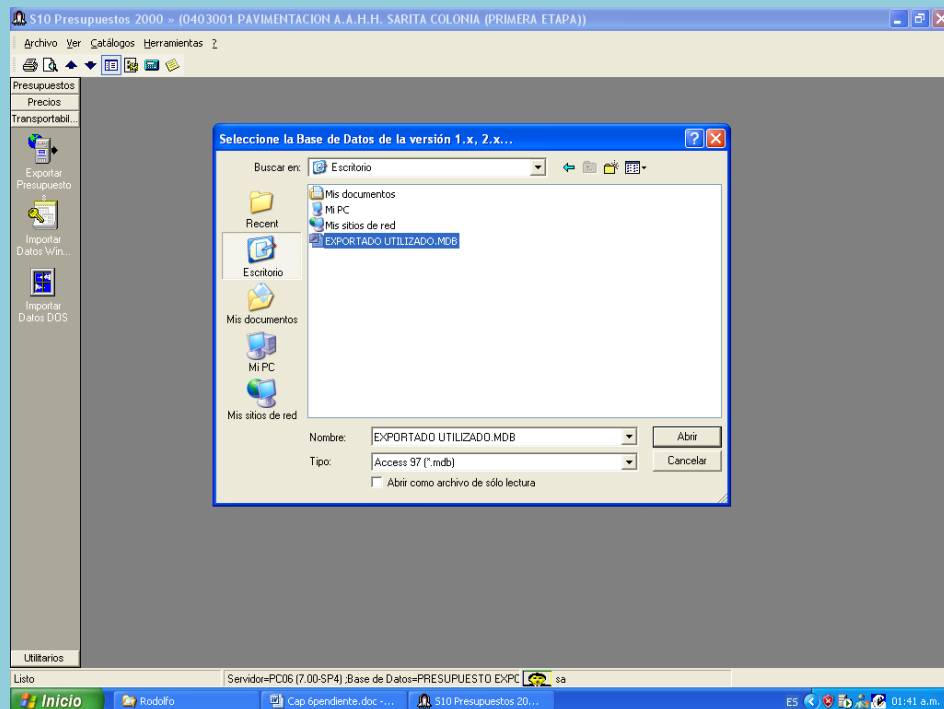 S10 Presupuestos 2000 » (0403001 PAVIMENTACION A.A.H.H. SARITA COLONIA (PRIMERA ETAPA))
Archivo Ver Catálogos Herramientas ?
Presupuestos
Precios
Transportabil...
Exportar
Presupuesto
Importar
Datos Win...
Importar
Datos DOS
Utilitarios
Seleccione la Base de Datos de la versión 1.x, 2.x...
Buscar en: Escritorio
Recent
Escritorio
Mis documentos
Mi PC
Mis sitios de red
Mis documentos
Mi PC
Mis sitios de red
EXPORTADO UTILIZADO.MDB
Nombre: EXPORTADO UTILIZADO.MDB Abrir
Tipo: Access 97 (*.mdb) Cancelar
Abrir como archivo de sólo lectura
Listo Servidor=PC06 (7.00-SP4) ;Base de Datos=PRESUPUESTO EXPC sa
Inicio Rodolfo Cap 6pendiente.doc -... S10 Presupuestos 20... ES 01:41 a.m.